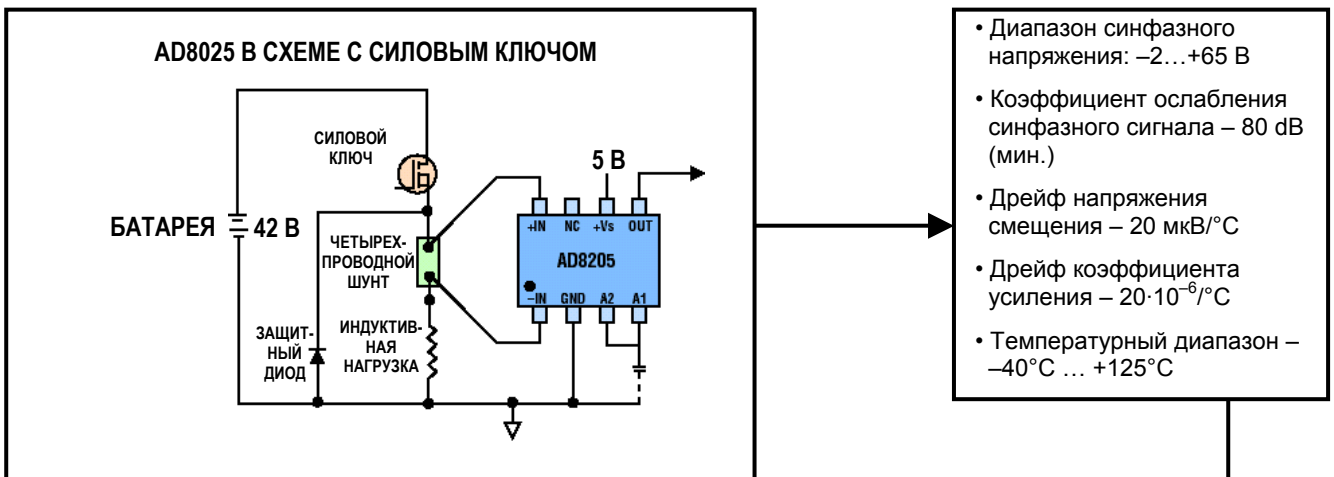 AD8025 В СХЕМЕ С СИЛОВЫМ КЛЮЧОМ
СИЛОВОЙ
КЛЮЧ
5 В
БАТАРЕЯ
42 В
ЧЕТЫРЕХ-
ПРОВОДНОЙ
ШУНТ
+IN NC +Vs OUT
AD8205
–IN GND A2 A1
ЗАЩИТ-
НЫЙ
ДИОД
ИНДУКТИВ-
НАЯ
НАГРУЗКА
• Диапазон синфазного
напряжения: –2…+65 В
• Коэффициент ослабления
синфазного сигнала – 80 dB
(мин.)
• Дрейф напряжения
смещения – 20 мкВ/°C
• Дрейф коэффициента
усиления – 20·10⁻⁶/°C
• Температурный диапазон –
–40°C … +125°C